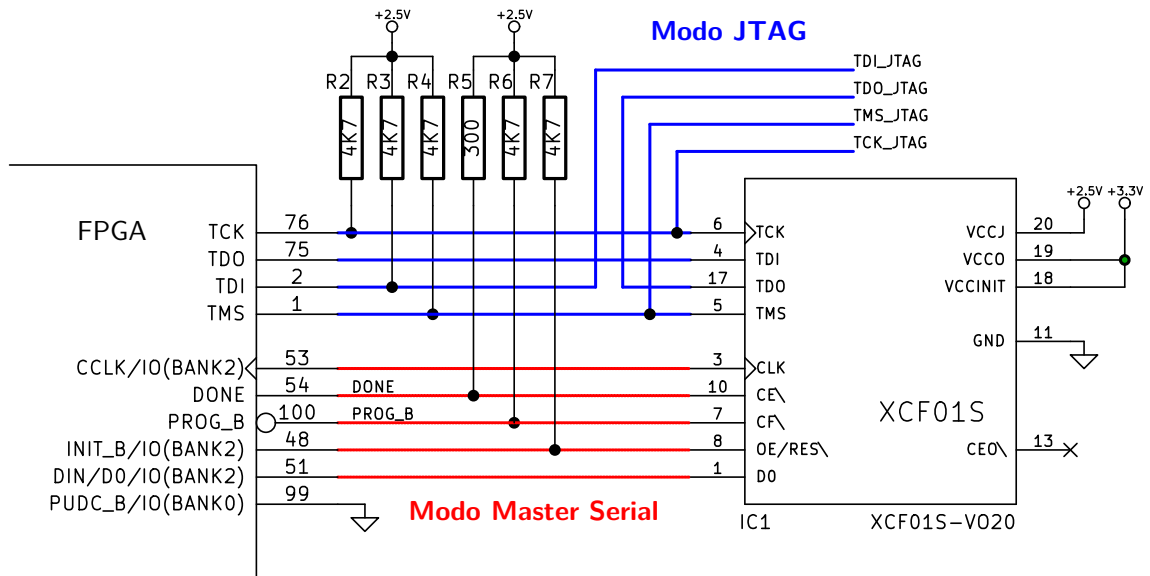 +2.5V +2.5V
Modo JTAG
R2 R3 R4 R5 R6 R7
4K7 4K7 4K7 300 4K7 4K7
TDI_JTAG
TDO_JTAG
TMS_JTAG
TCK_JTAG
FPGA
TCK 76
TDO 75
TDI 2
TMS 1
CCLK/IO(BANK2) 53
DONE 54 DONE
PROG_B 100 PROG_B
INIT_B/IO(BANK2) 48
DIN/D0/IO(BANK2) 51
PUDC_B/IO(BANK0) 99
Modo Master Serial
6 TCK
4 TDI
17 TDO
5 TMS
3 CLK
10 CE\
7 CF\
8 OE/RES\
1 D0
XCF01S
+2.5V +3.3V
VCCJ 20
VCCO 19
VCCINIT 18
GND 11
CEO\ 13
IC1 XCF01S-VO20